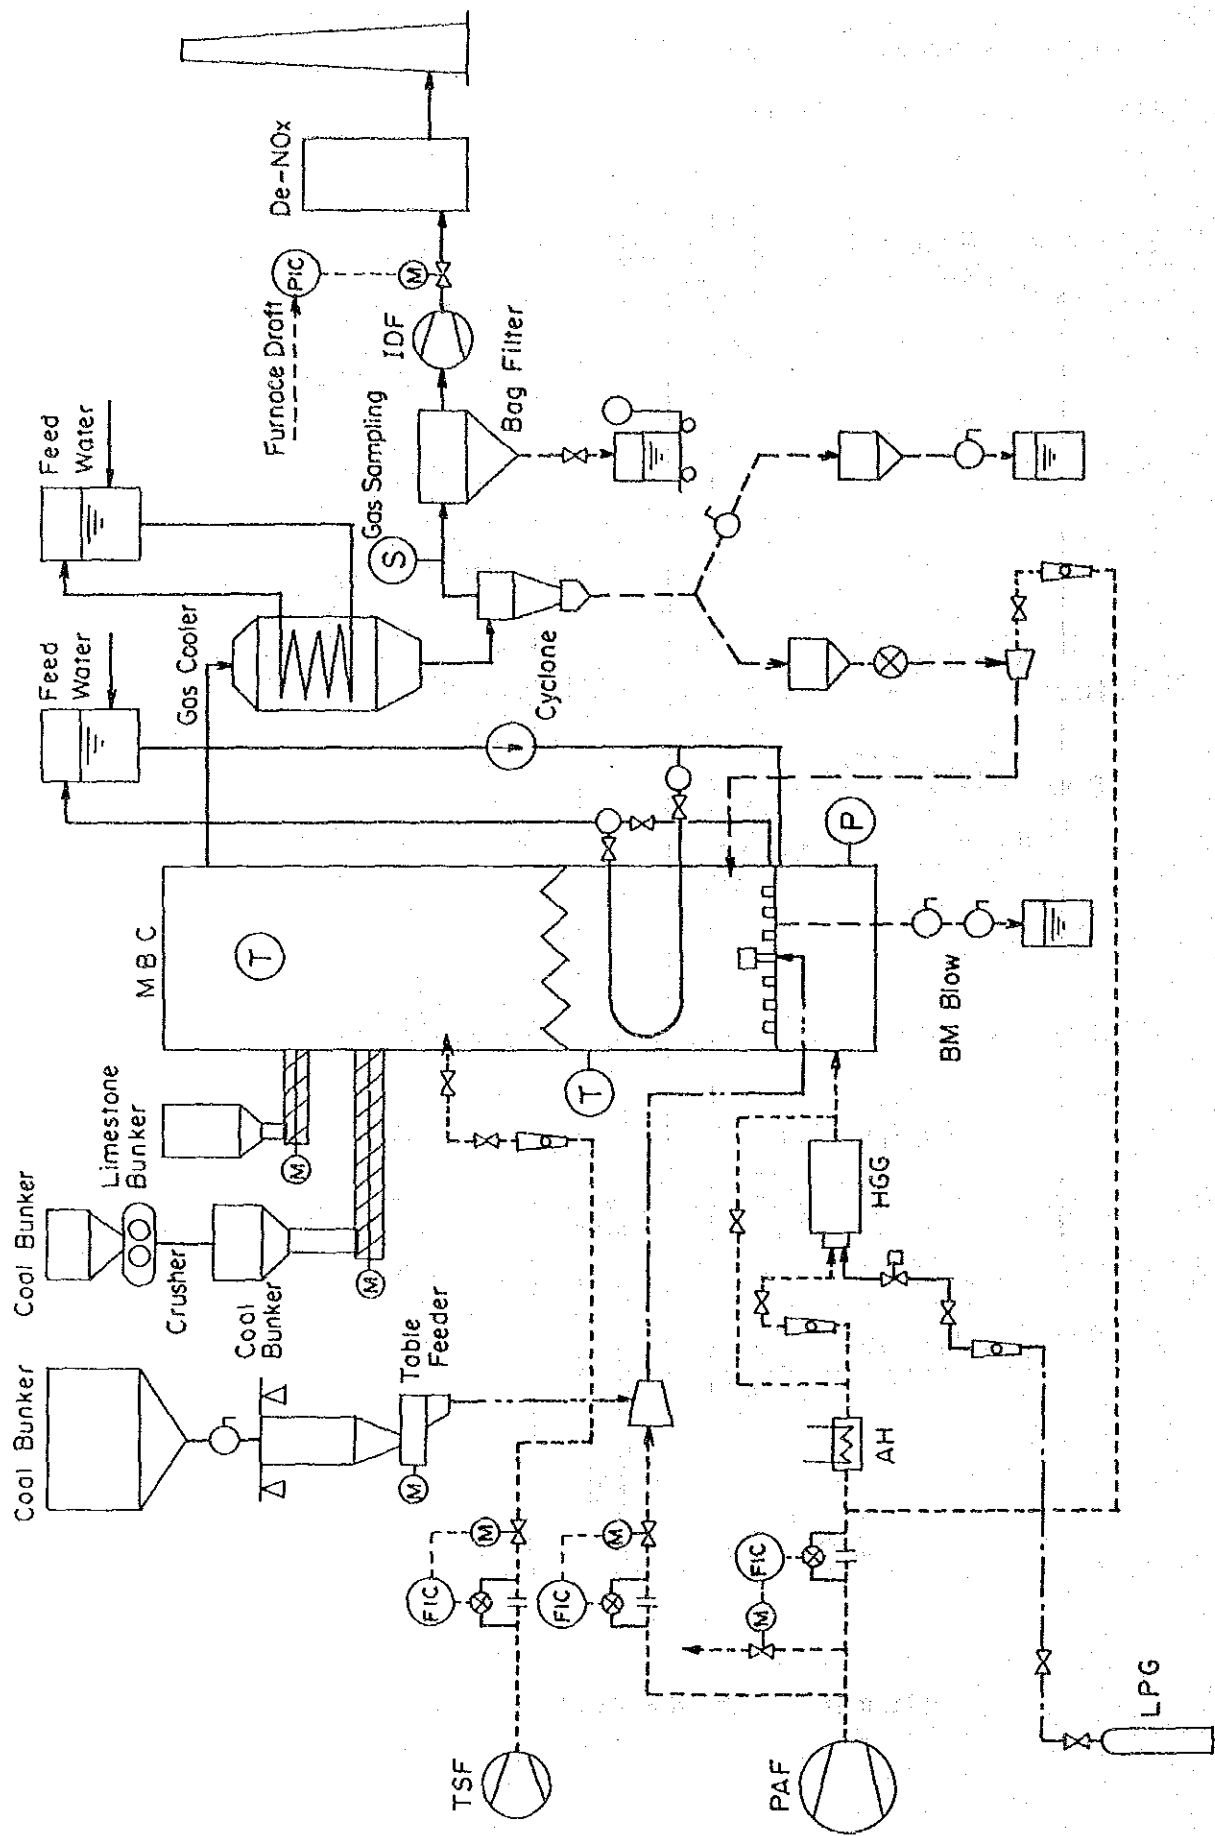 Coal Bunker
Coal Bunker
Crusher
Limestone
Bunker
Coal
Bunker
Table
Feeder
M
M
M
MBC
T
T
P
Feed
Water
Feed
Water
Gas Cooler
Cyclone
S
Gas Sampling
Bag Filter
Furnace Draft
PIC
M
IDF
De-NOx
TSF
FIC
M
FIC
M
PAF
M
FIC
AH
HGG
BM Blow
LPG